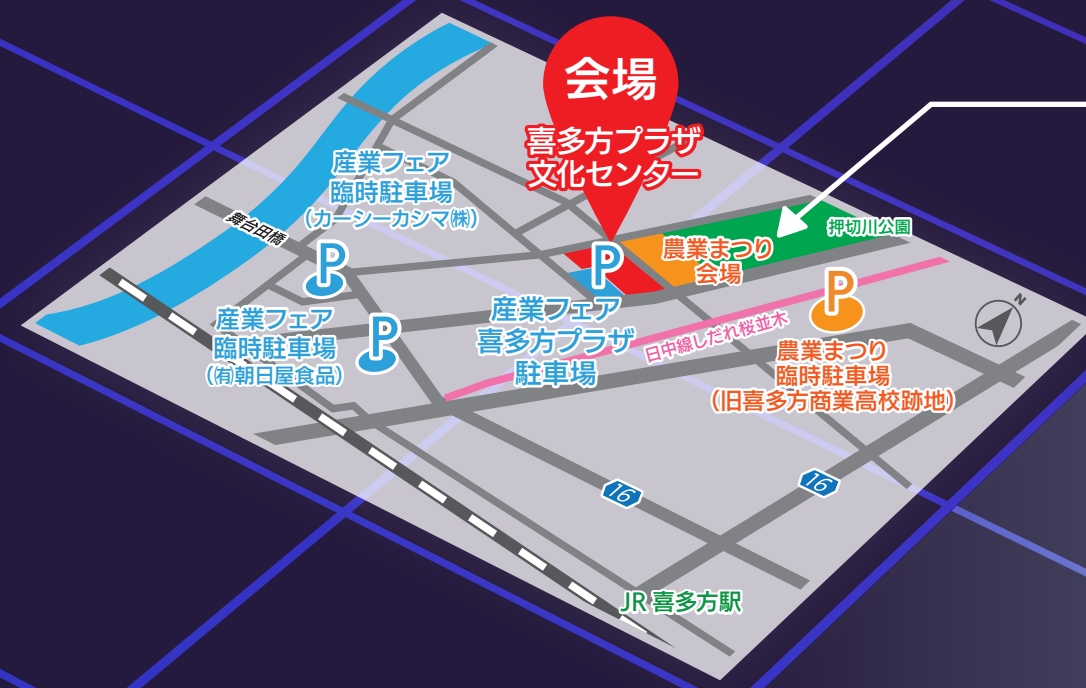 会場
喜多方プラザ
文化センター
産業フェア
臨時駐車場
（カーシーカシマ㈱）
舞台田橋
押切川公園
農業まつり
会場
P
P
P
P
N
産業フェア
臨時駐車場
（㈲朝日屋食品）
産業フェア
喜多方プラザ
駐車場
日中線しだれ桜並木
農業まつり
臨時駐車場
（旧喜多方商業高校跡地）
16
16
JR 喜多方駅